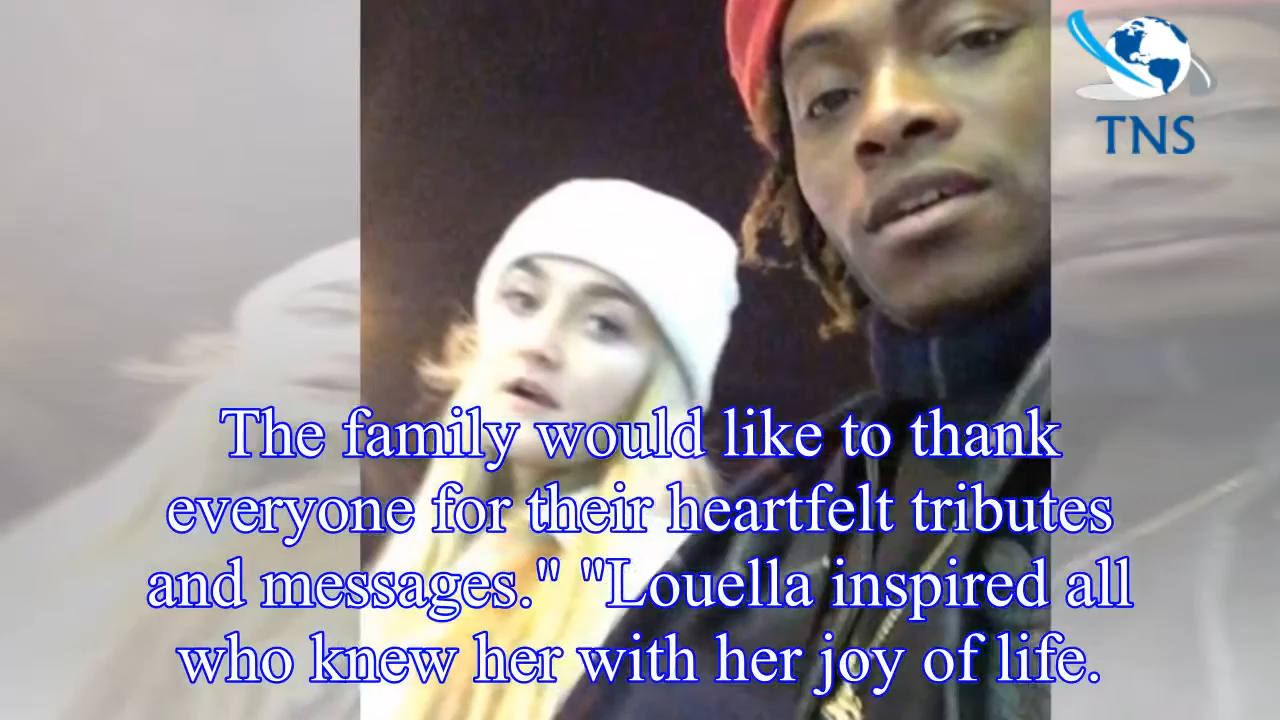 TNS
The family would like to thank
everyone for their heartfelt tributes
and messages." "Louella inspired all
who knew her with her joy of life.